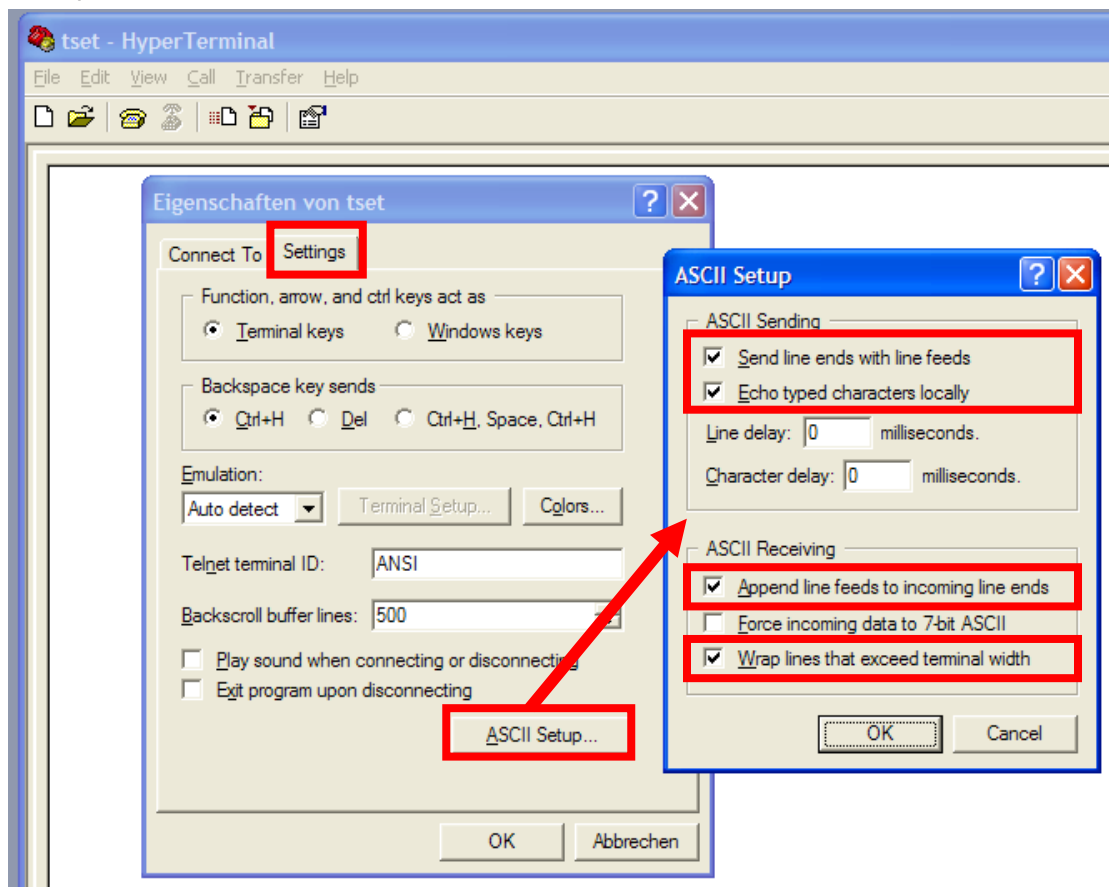 tset - HyperTerminal
File Edit View Call Transfer Help
Eigenschaften von tset
Connect To Settings
Function, arrow, and ctrl keys act as
Terminal keys Windows keys
Backspace key sends
Ctrl+H Del Ctrl+H, Space, Ctrl+H
Emulation:
Auto detect Terminal Setup... Colors...
Telnet terminal ID: ANSI
Backscroll buffer lines: 500
Play sound when connecting or disconnecting
Exit program upon disconnecting
ASCII Setup...
OK Abbrechen
ASCII Setup
ASCII Sending
Send line ends with line feeds
Echo typed characters locally
Line delay: 0 milliseconds.
Character delay: 0 milliseconds.
ASCII Receiving
Append line feeds to incoming line ends
Force incoming data to 7-bit ASCII
Wrap lines that exceed terminal width
OK Cancel